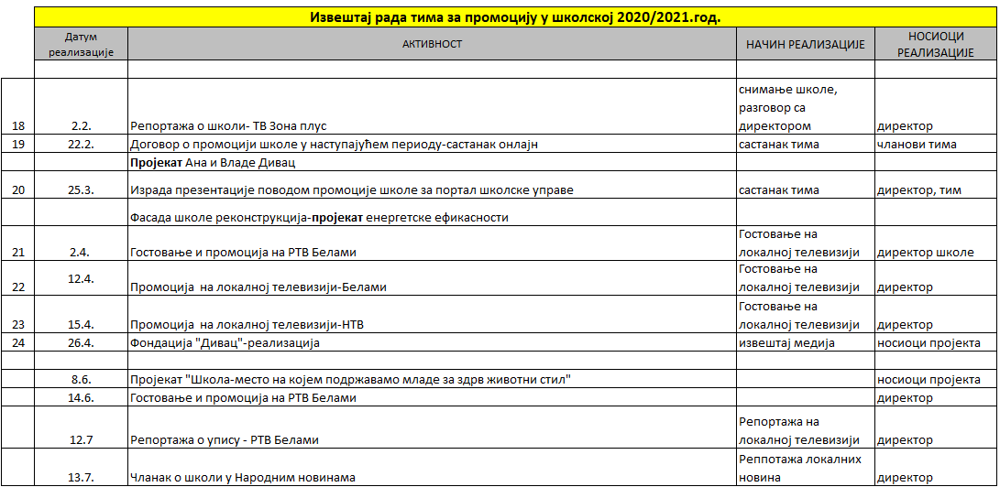 Извештај рада тима за промоцију у школској 2020/2021.год.
Датум реализације АКТИВНОСТ НАЧИН РЕАЛИЗАЦИЈЕ НОСИОЦИ РЕАЛИЗАЦИЈЕ
снимање школе,
разговор са
18 2.2. Репортажа о школи- ТВ Зона плус директором директор
19 22.2. Договор о промоцији школе у наступајућем периоду-састанак онлајн састанак тима чланови тима
Пројекат Ана и Владе Дивац
20 25.3. Израда презентације поводом промоције школе за портал школске управе састанак тима директор, тим
Фасада школе реконструкција-пројекат енергетске ефикасности
Гостовање на
21 2.4. Гостовање и промоција на РТВ Белами локалној телевизији директор школе
12.4. Гостовање на
22 Промоција  на локалној телевизији-Белами локалној телевизији директор
Гостовање на
23 15.4. Промоција  на локалној телевизији-НТВ локалној телевизији директор
24 26.4. Фондација "Дивац"-реализација извештај медија носиоци пројекта
8.6. Пројекат "Школа-место на којем подржавамо младе за здрв животни стил" носиоци пројекта
14.6. Гостовање и промоција на РТВ Белами директор
Репортажа на
12.7 Репортажа о упису - РТВ Белами локалној телевизији директор
Реппотажа локалних
13.7. Чланак о школи у Народним новинама новина директор